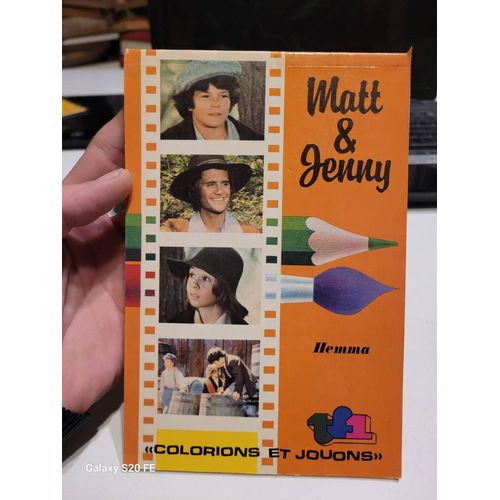 Matt
&
Jenny
Hemma
tf1
«COLORIONS ET JOUONS»
Galaxy S20 FE